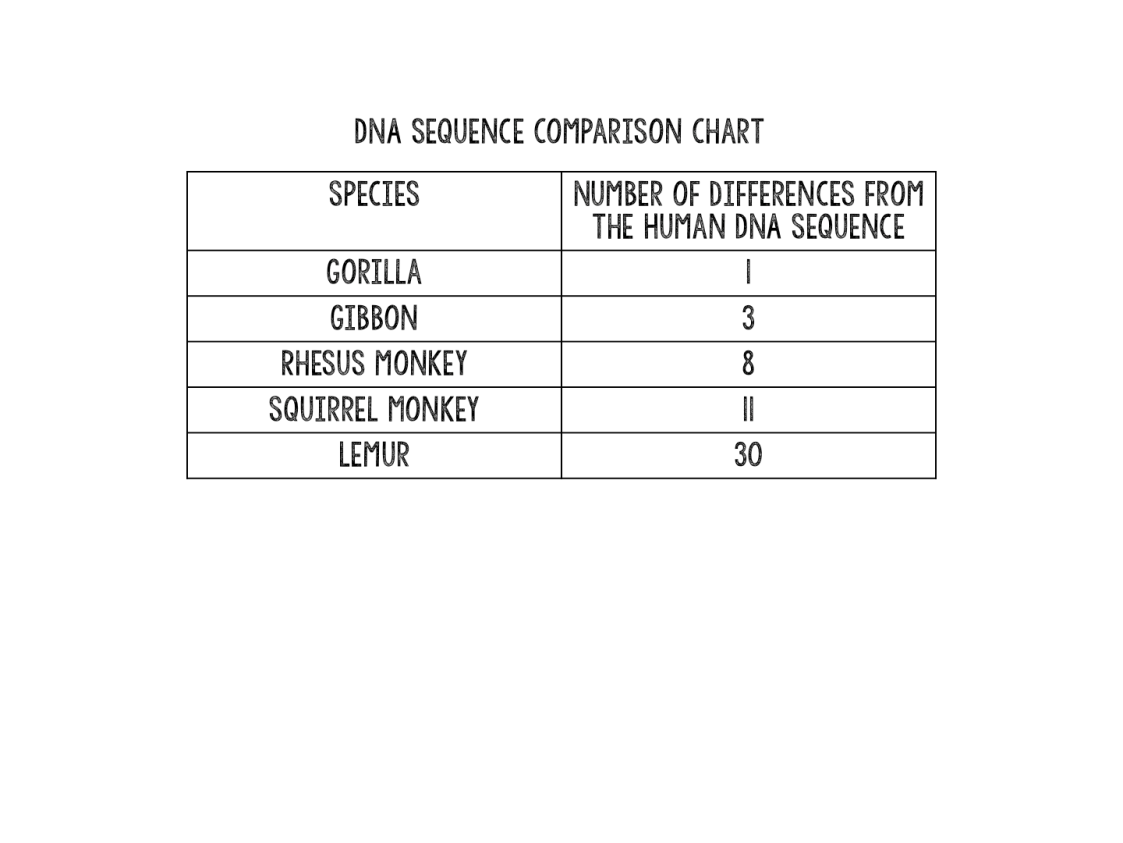 DNA SEQUENCE COMPARISON CHART
SPECIES
NUMBER OF DIFFERENCES FROM
THE HUMAN DNA SEQUENCE
GORILLA 1
GIBBON 3
RHESUS MONKEY 8
SQUIRREL MONKEY 11
LEMUR 30